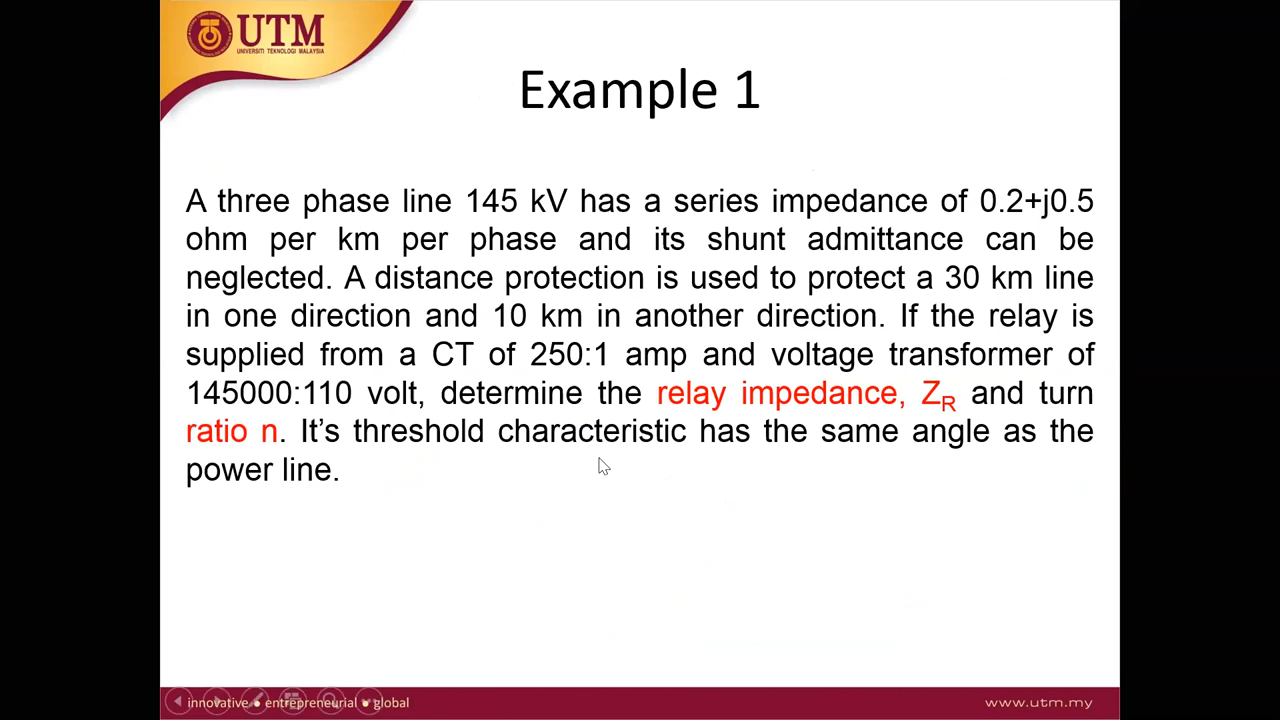 UTM
UNIVERSITI TEKNOLOGI MALAYSIA
Example 1
A three phase line 145 kV has a series impedance of 0.2+j0.5
ohm per km per phase and its shunt admittance can be
neglected. A distance protection is used to protect a 30 km line
in one direction and 10 km in another direction. If the relay is
supplied from a CT of 250:1 amp and voltage transformer of
145000:110 volt, determine the relay impedance, ZR and turn
ratio n. It’s threshold characteristic has the same angle as the
power line.
innovative ● entrepreneurial ● global
www.utm.my